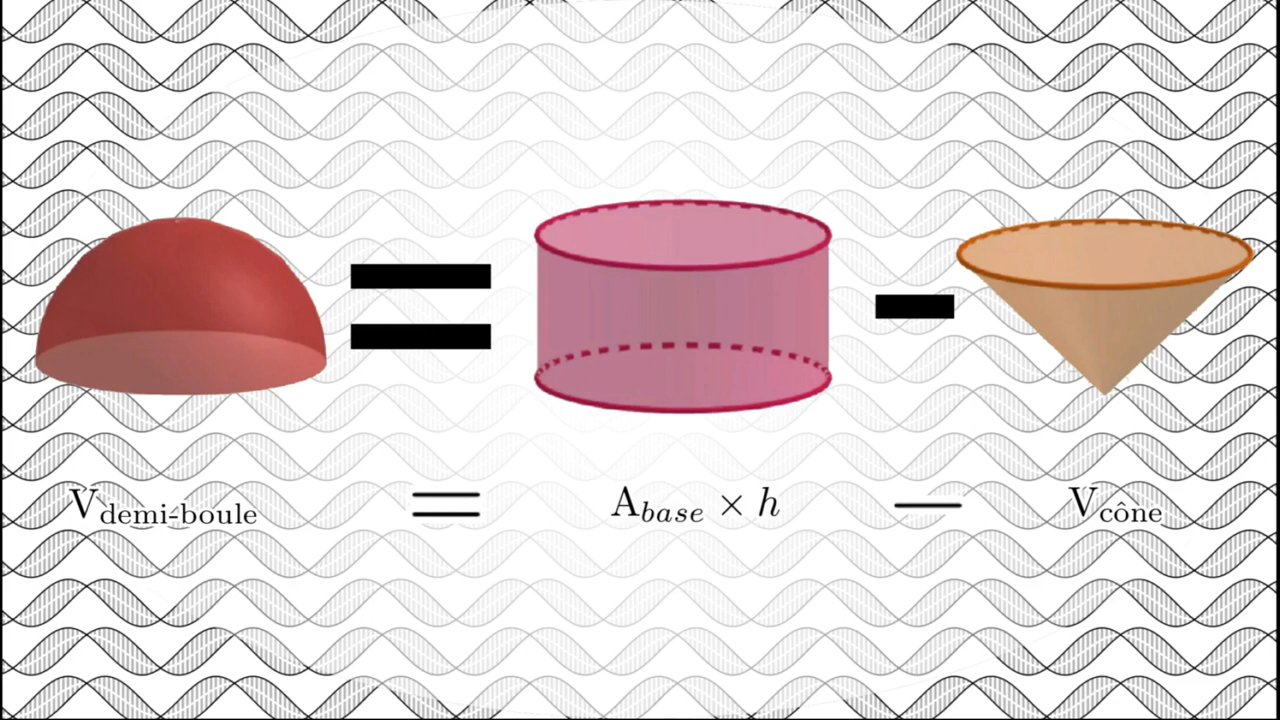 V_demi-boule = A_base × h − V_cône